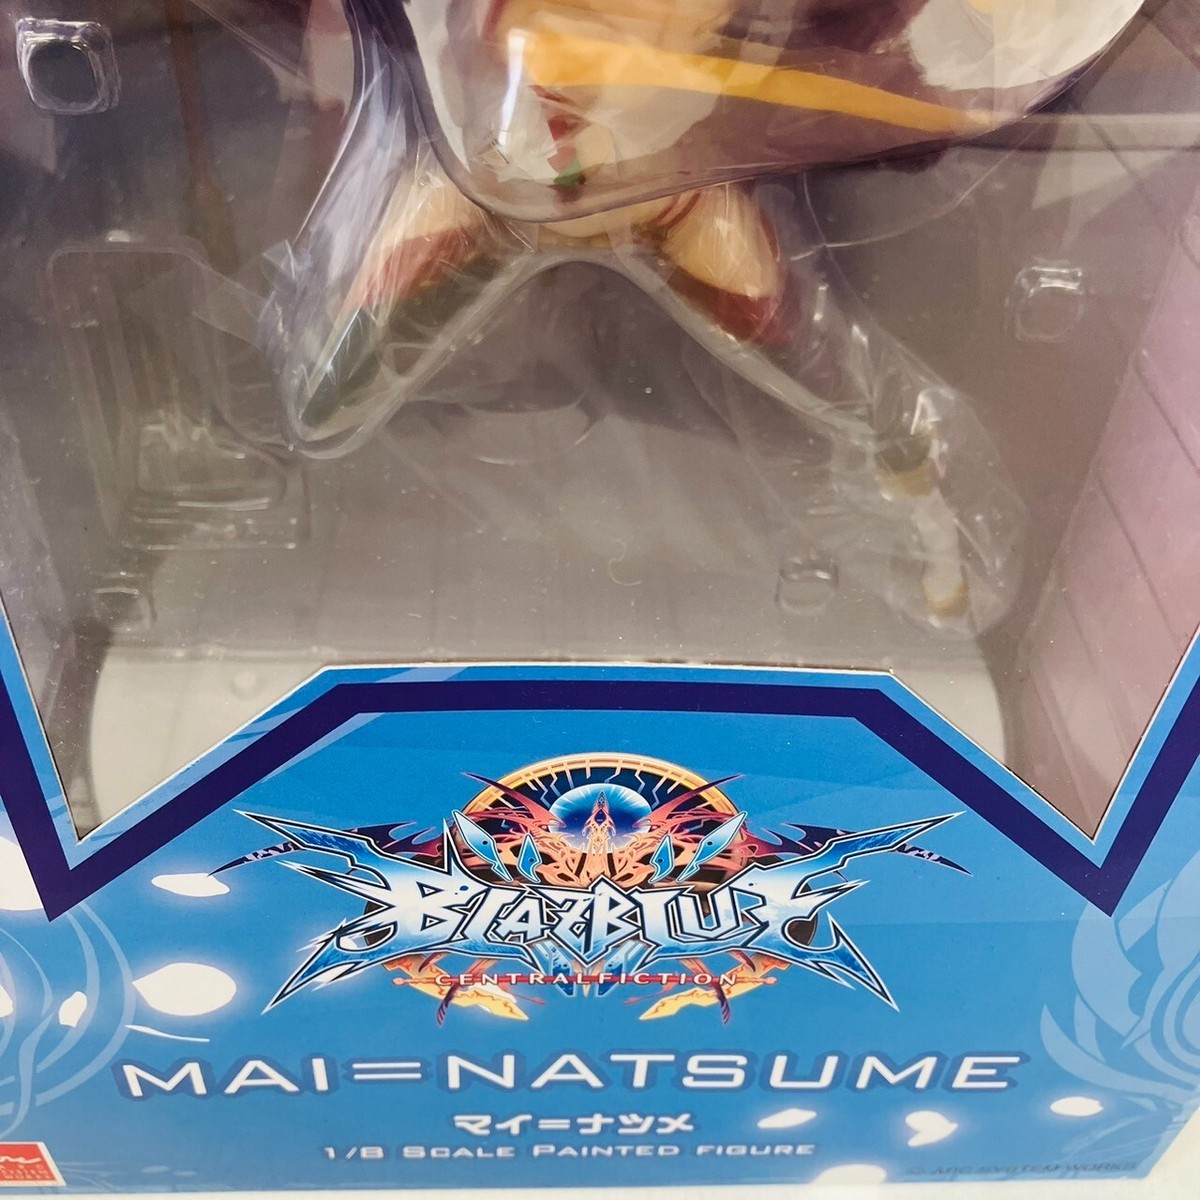 BLAZBLUE
CENTRALFICTION
MAI=NATSUME
マイ=ナツメ
1/8 SCALE PAINTED FIGURE
© ARC SYSTEM WORKS